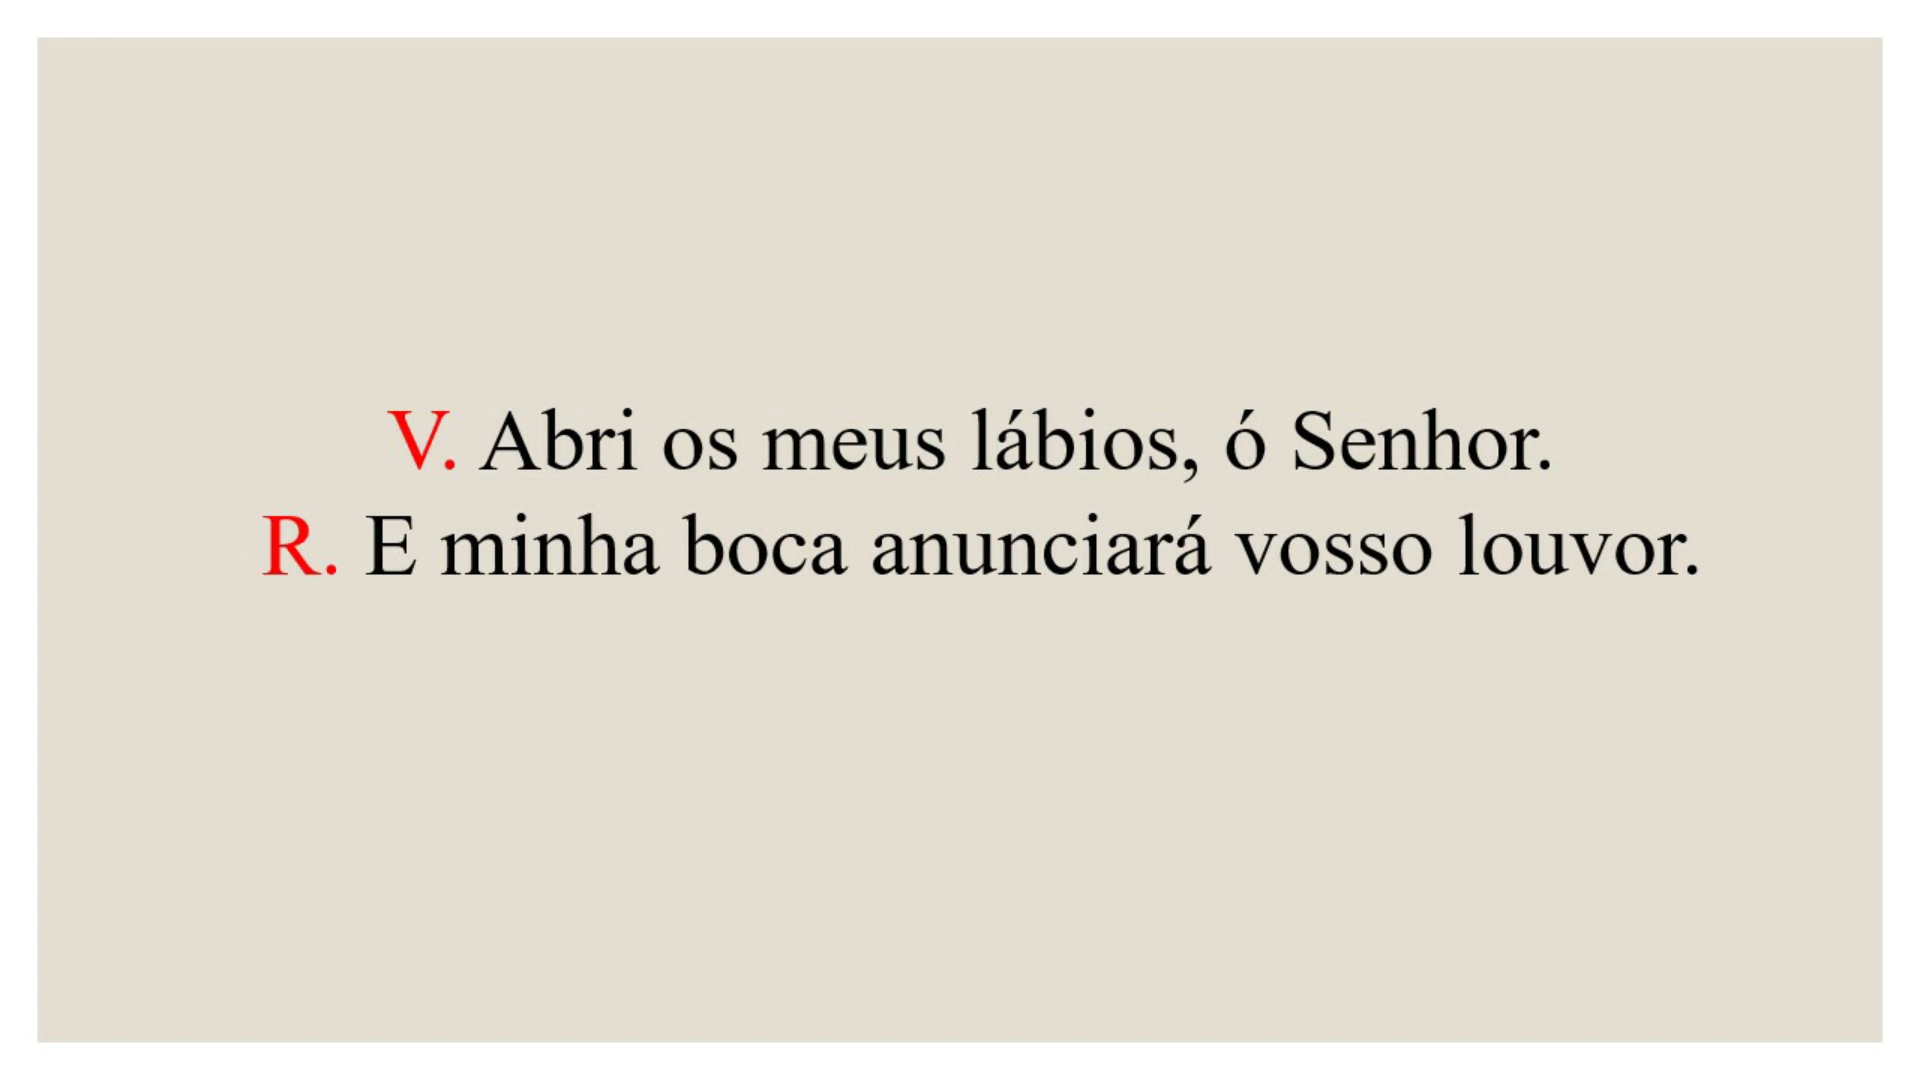 V. Abri os meus lábios, ó Senhor.
R. E minha boca anunciará vosso louvor.